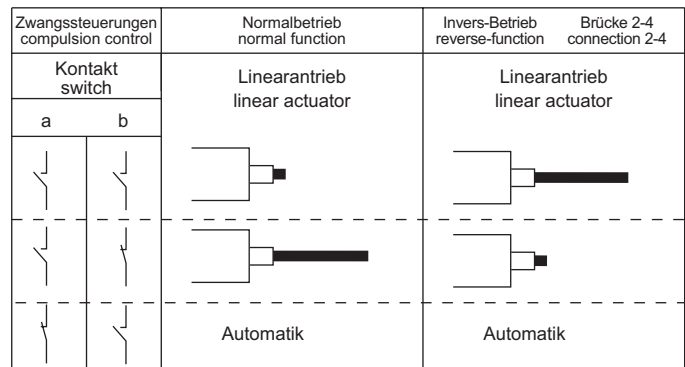 Zwangssteuerungen
compulsion control
Normalbetrieb
normal function
Invers-Betrieb Brücke 2-4
reverse-function connection 2-4
Kontakt
switch
a b
Linearantrieb
linear actuator
Linearantrieb
linear actuator
Automatik
Automatik